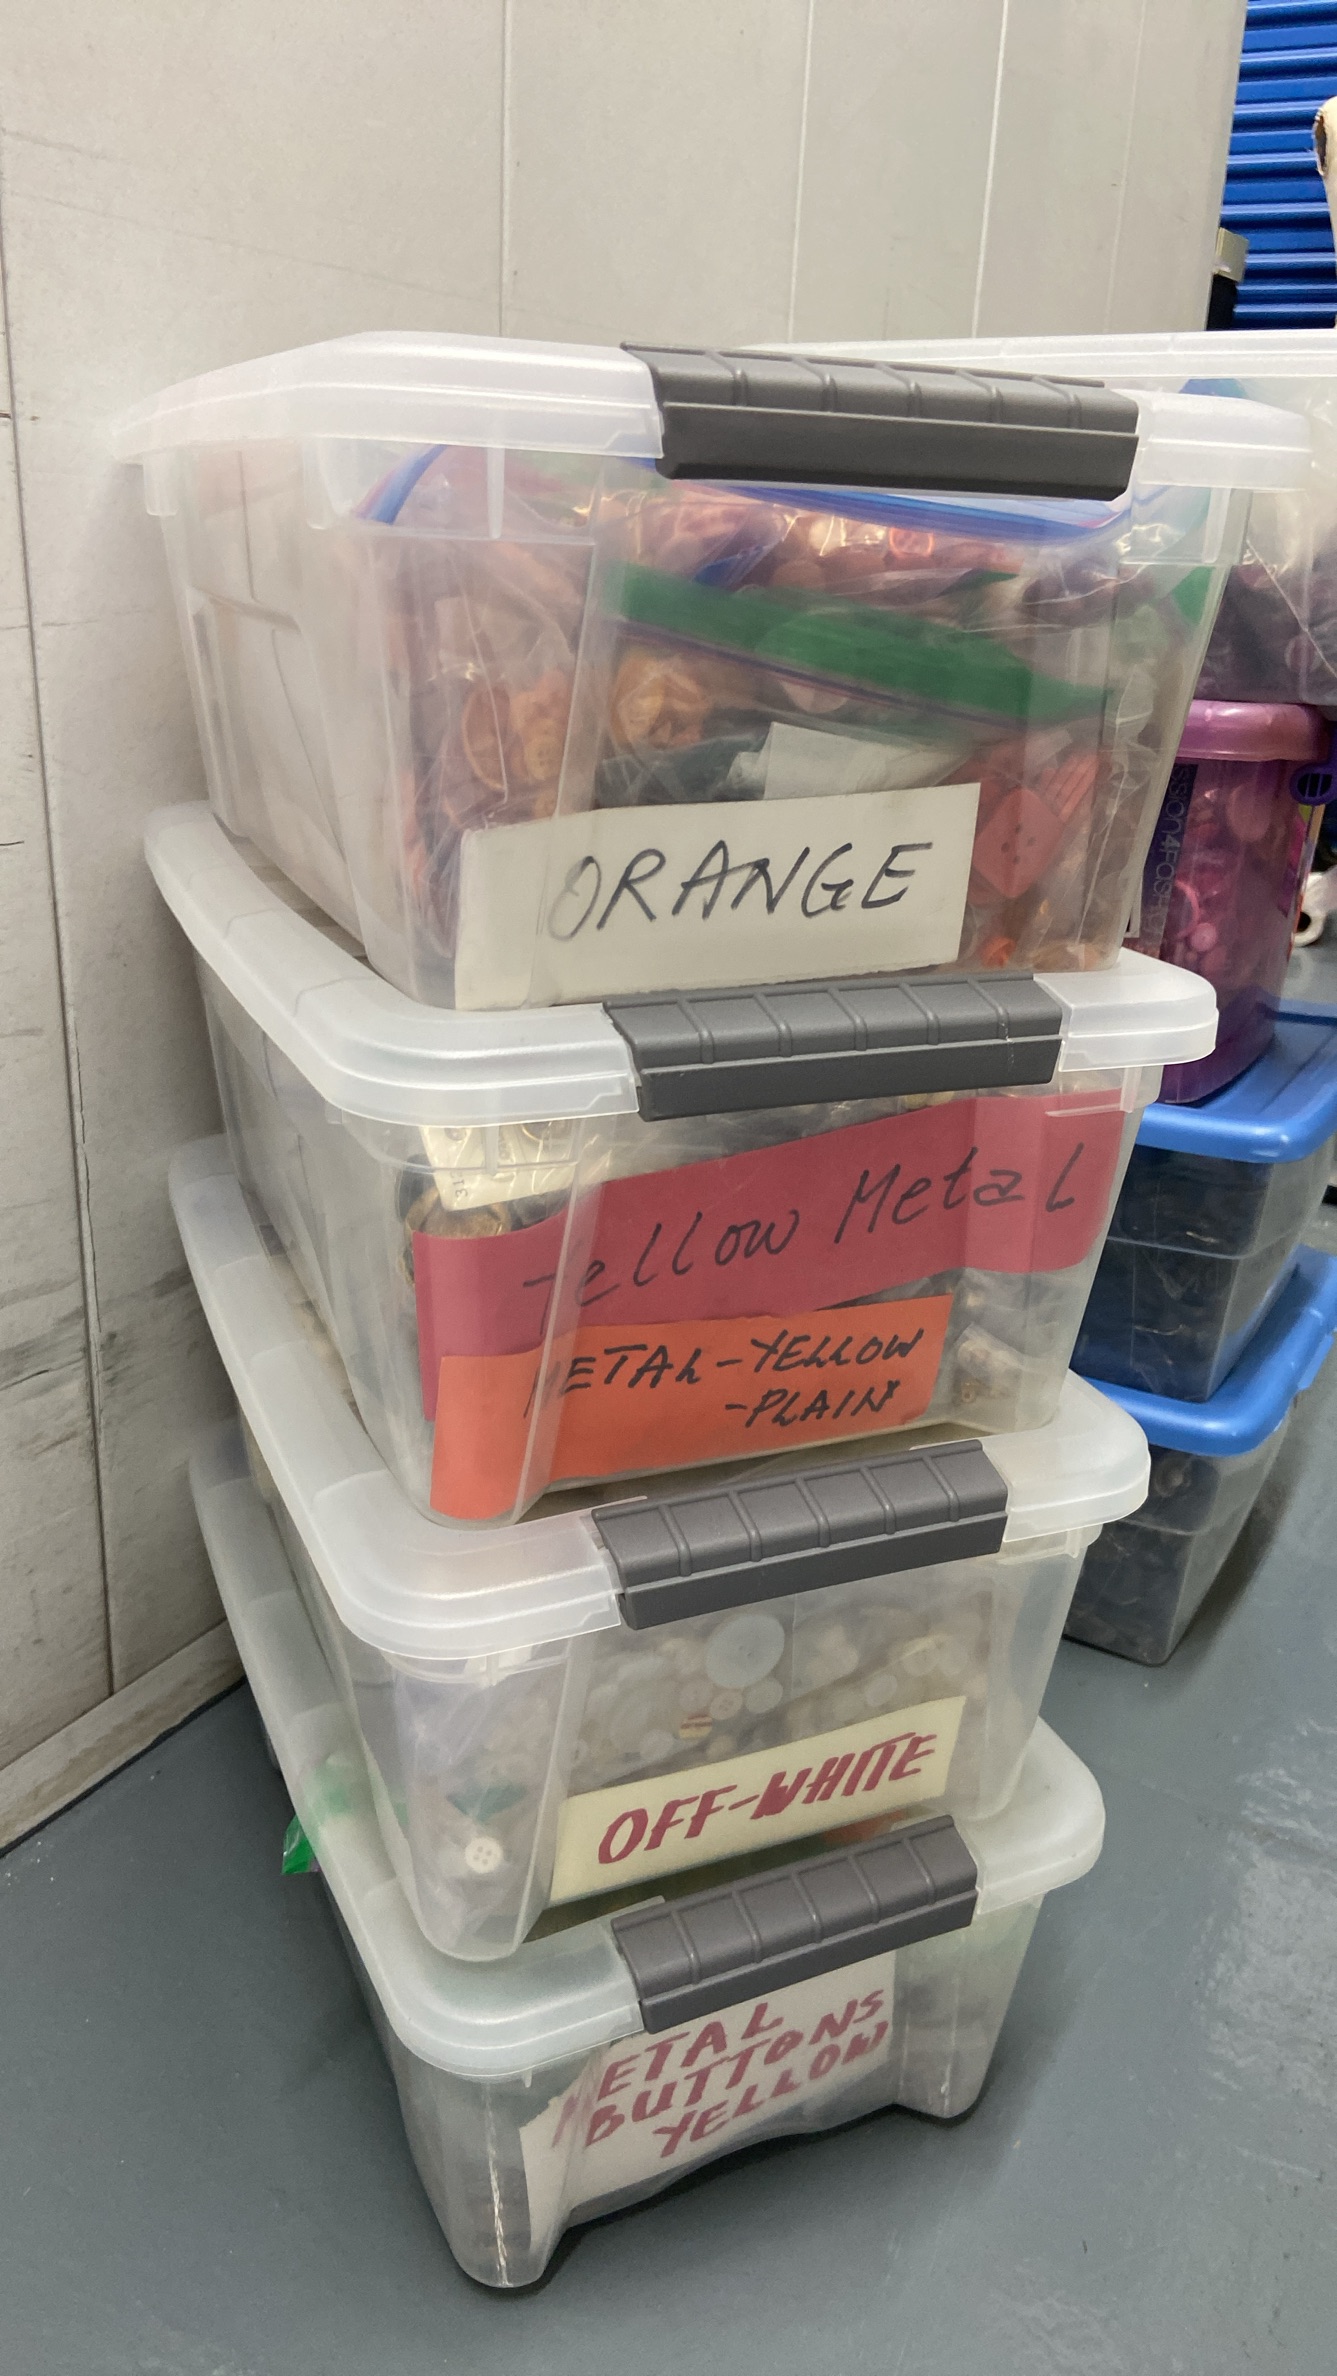 ORANGE
Yellow Metal
METAL-YELLOW
-PLAIN
OFF-WHITE
METAL
BUTTONS
YELLOW